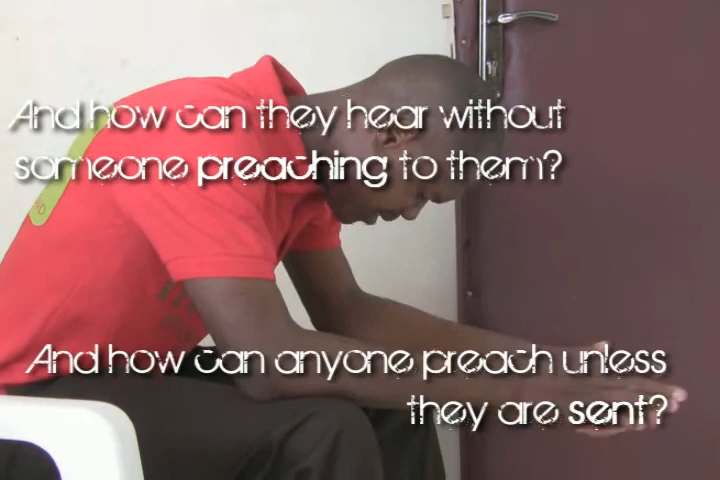 And how can they hear without
someone preaching to them?
And how can anyone preach unless
they are sent?